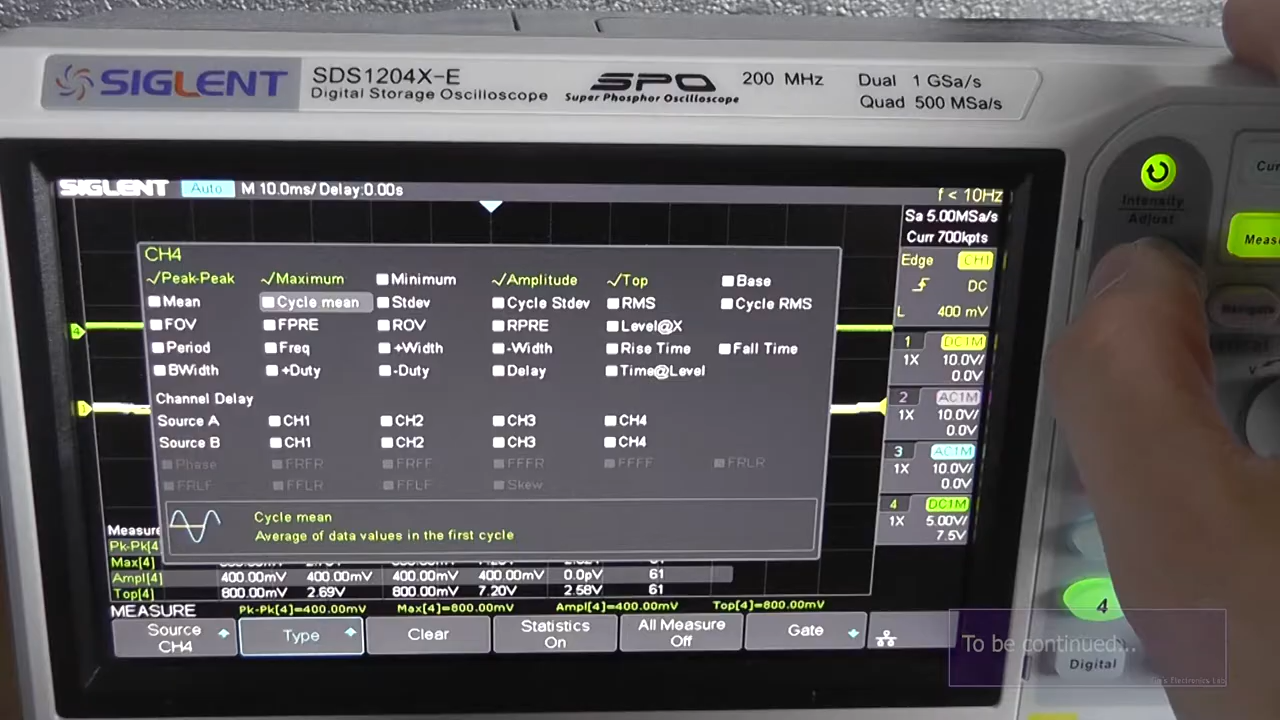 SIGLENT SDS1204X-E SPO 200 MHz Dual 1 GSa/s
Digital Storage Oscilloscope Super Phosphor Oscilloscope Quad 500 MSa/s
SIGLENT Auto M 10.0ms/ Delay:0.00s f < 10Hz
Intensity
Adjust
Sa 5.00MSa/s
Curr 700kpts
CH4
✓Peak-Peak ✓Maximum Minimum ✓Amplitude ✓Top Base
Mean Cycle mean Stdev Cycle Stdev RMS Cycle RMS
FOV FPRE ROV RPRE Level@X
Period Freq +Width -Width Rise Time Fall Time
BWidth +Duty -Duty Delay Time@Level
Channel Delay
Source A CH1 CH2 CH3 CH4
Source B CH1 CH2 CH3 CH4
Phase FRFR FRFF FFFR FFFF FRLR
FRLF FFLR FFLF Skew
Cycle mean
Average of data values in the first cycle
Edge CH1
DC
L 400 mV
1 DC1M
1X 10.0V/
0.0V
2 AC1M
1X 10.0V/
0.0V
3 AC1M
1X 10.0V/
0.0V
4 DC1M
1X 5.00V/
7.5V
4
1
Measure
Pk-Pk[4]
Max[4]
Ampl[4] 400.00mV 400.00mV 400.00mV 400.00mV 0.0pV 61
Top[4] 800.00mV 2.69V 800.00mV 7.20V 2.58V 61
MEASURE Pk-Pk[4]=400.00mV Max[4]=800.00mV Ampl[4]=400.00mV Top[4]=800.00mV
Source
CH4
Type
Clear
Statistics
On
All Measure
Off
Gate
Navigate
4
Digital
To be continued...